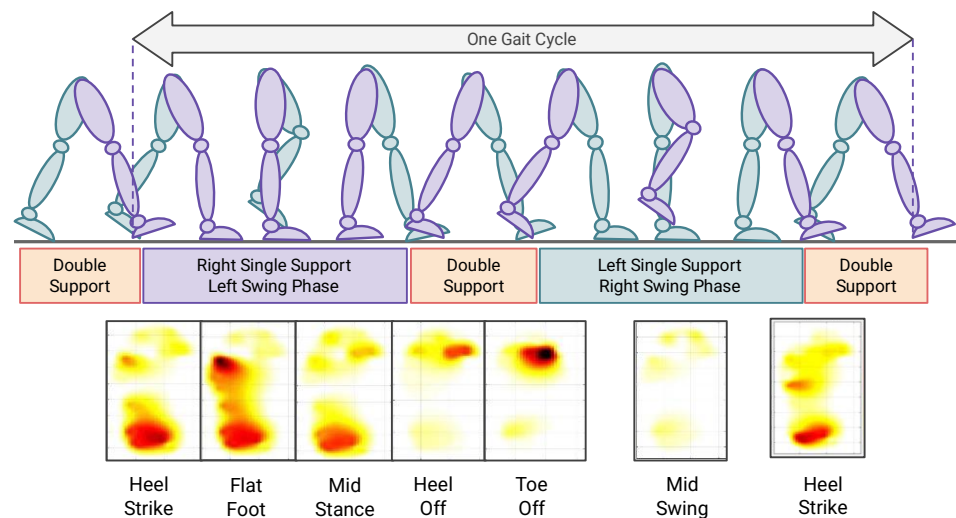 One Gait Cycle
Double
Support
Right Single Support
Left Swing Phase
Double
Support
Left Single Support
Right Swing Phase
Double
Support
Heel
Strike
Flat
Foot
Mid
Stance
Heel
Off
Toe
Off
Mid
Swing
Heel
Strike